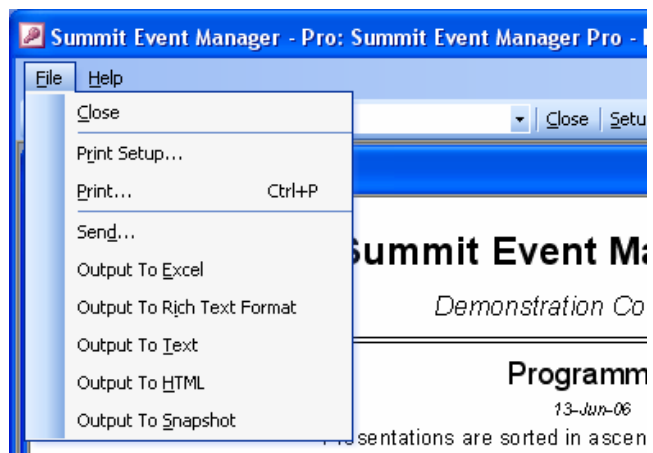 Summit Event Manager - Pro: Summit Event Manager Pro -
File Help
Close
Close Setu
Print Setup...
Print... Ctrl+P
Send...
Output To Excel
Output To Rich Text Format
Output To Text
Output To HTML
Output To Snapshot
Summit Event Ma
Demonstration Co
Programm
13-Jun-06
sentations are sorted in ascen